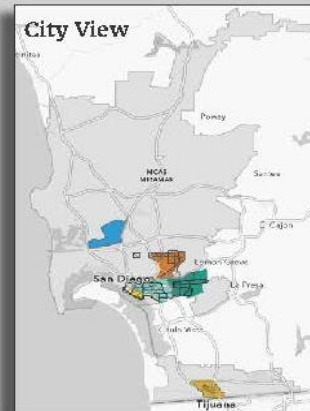 City View
Poway
MCAS
MIRAMAR
Santee
El Cajon
Lemon Grove
San Diego
La Presa
Chula Vista
Tijuana